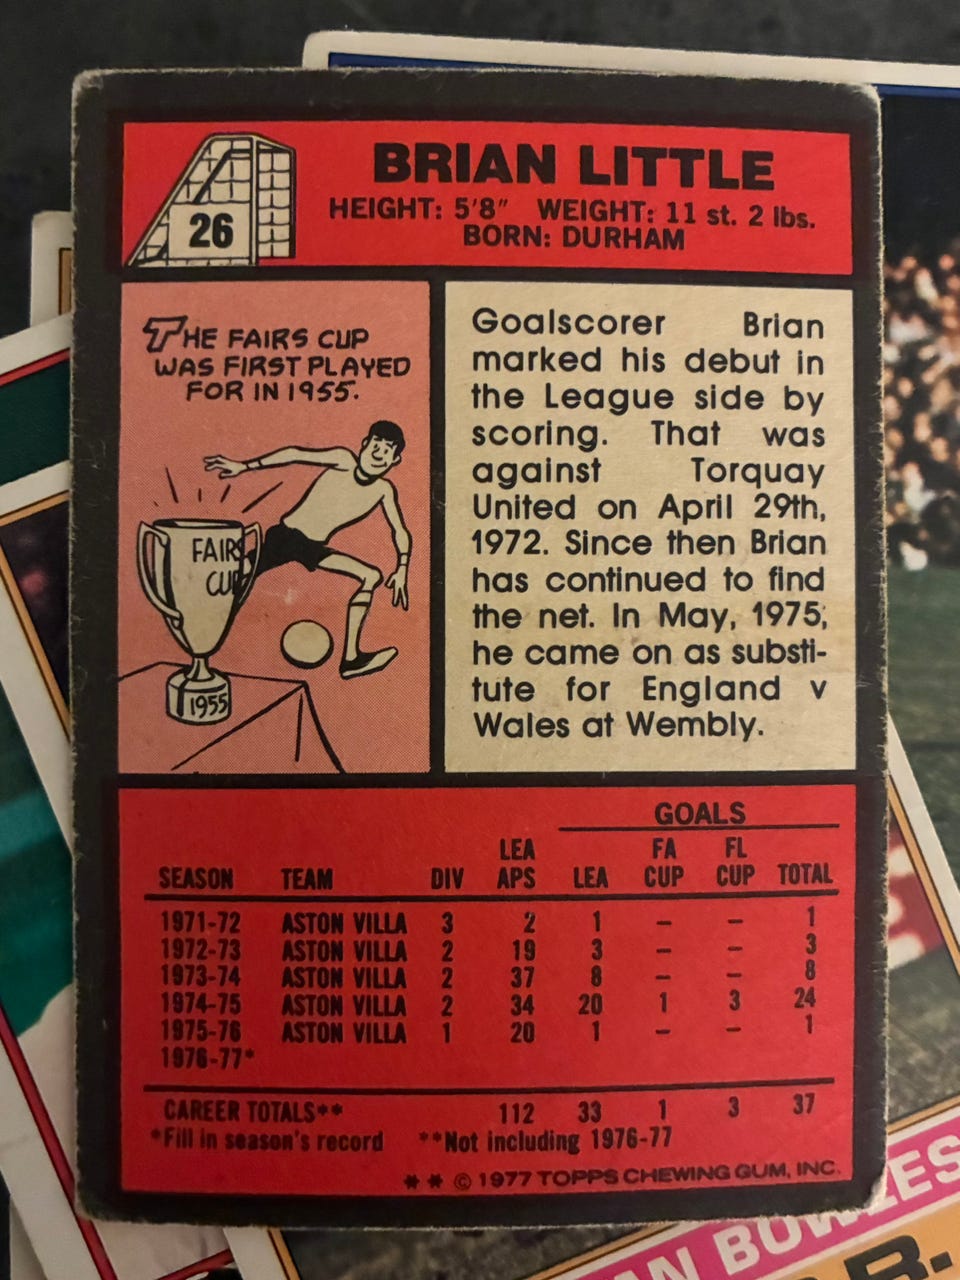 BRIAN LITTLE
26
HEIGHT: 5'8" WEIGHT: 11 st. 2 lbs.
BORN: DURHAM
THE FAIRS CUP
WAS FIRST PLAYED
FOR IN 1955.
FAIRS
CUP
1955
Goalscorer Brian
marked his debut in
the League side by
scoring. That was
against Torquay
United on April 29th,
1972. Since then Brian
has continued to find
the net. In May, 1975,
he came on as substi-
tute for England v
Wales at Wembly.
GOALS
SEASON TEAM DIV LEA APS LEA FA CUP FL CUP TOTAL
1971-72 ASTON VILLA 3 2 1 – – 1
1972-73 ASTON VILLA 2 19 3 – – 3
1973-74 ASTON VILLA 2 37 8 – – 8
1974-75 ASTON VILLA 2 34 20 1 3 24
1975-76 ASTON VILLA 1 20 1 – – 1
1976-77*
CAREER TOTALS** 112 33 1 3 37
*Fill in season's record **Not including 1976-77
** © 1977 TOPPS CHEWING GUM, INC.
AN BOWLES
R.